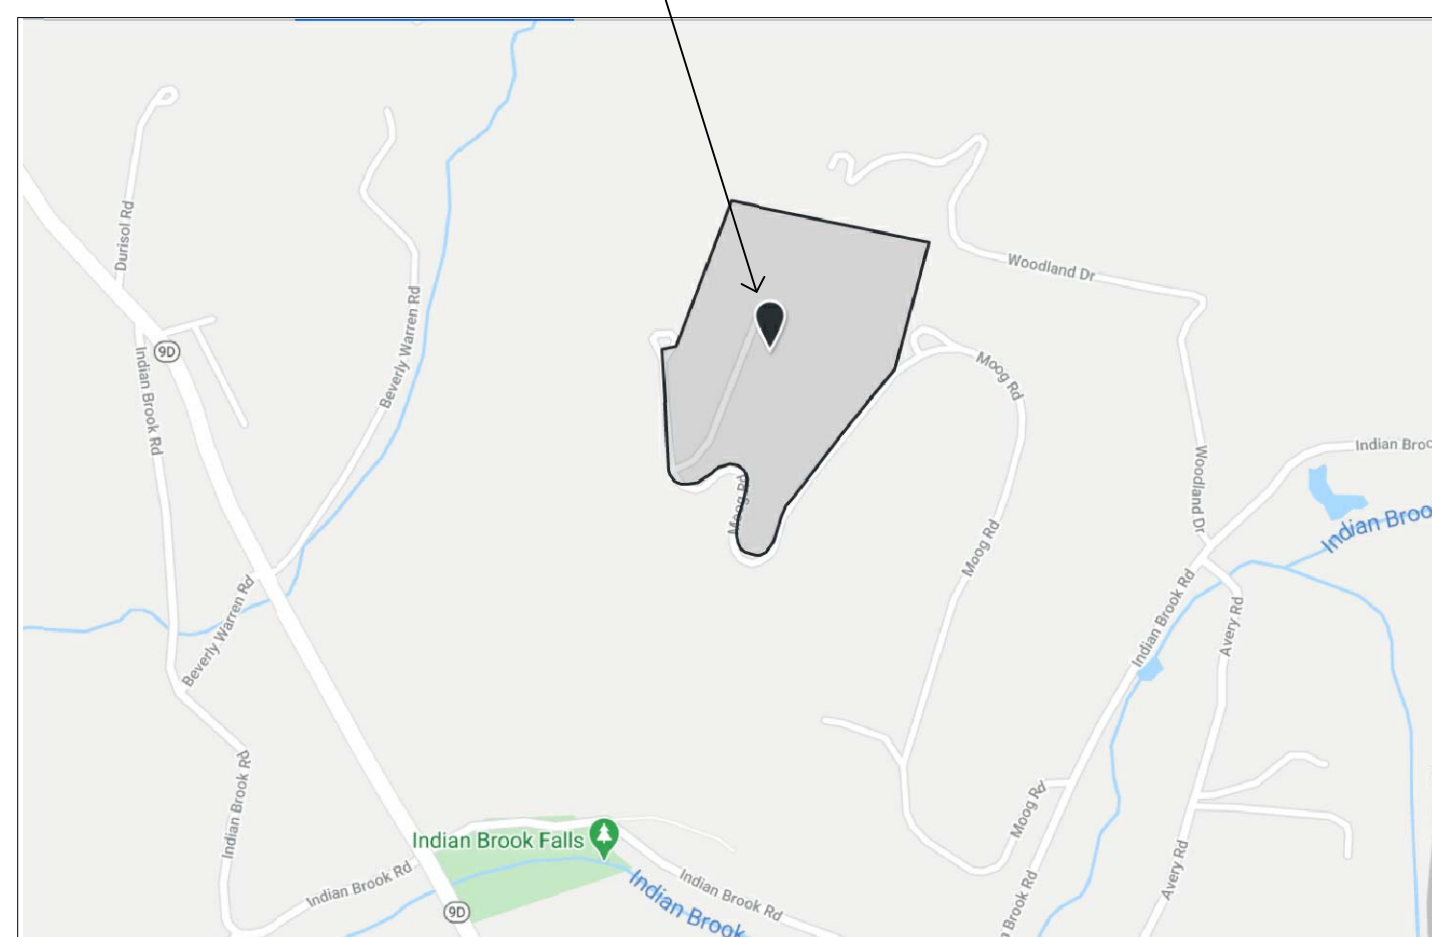 Durisol Rd
Woodland Dr
Beverly Warren Rd
9D
Indian Brook Rd
Moog Rd
Indian Broo
Woodland Dr
Moog Rd
Indian Broo
Moog Rd
Indian Brook Rd
Beverly Warren Rd
Avery Rd
Indian Brook Rd
Moog Rd
Indian Brook Falls
Indian Brook Rd
Indian Brook Rd
Indian Brook
Avery Rd
9D
Brook Rd